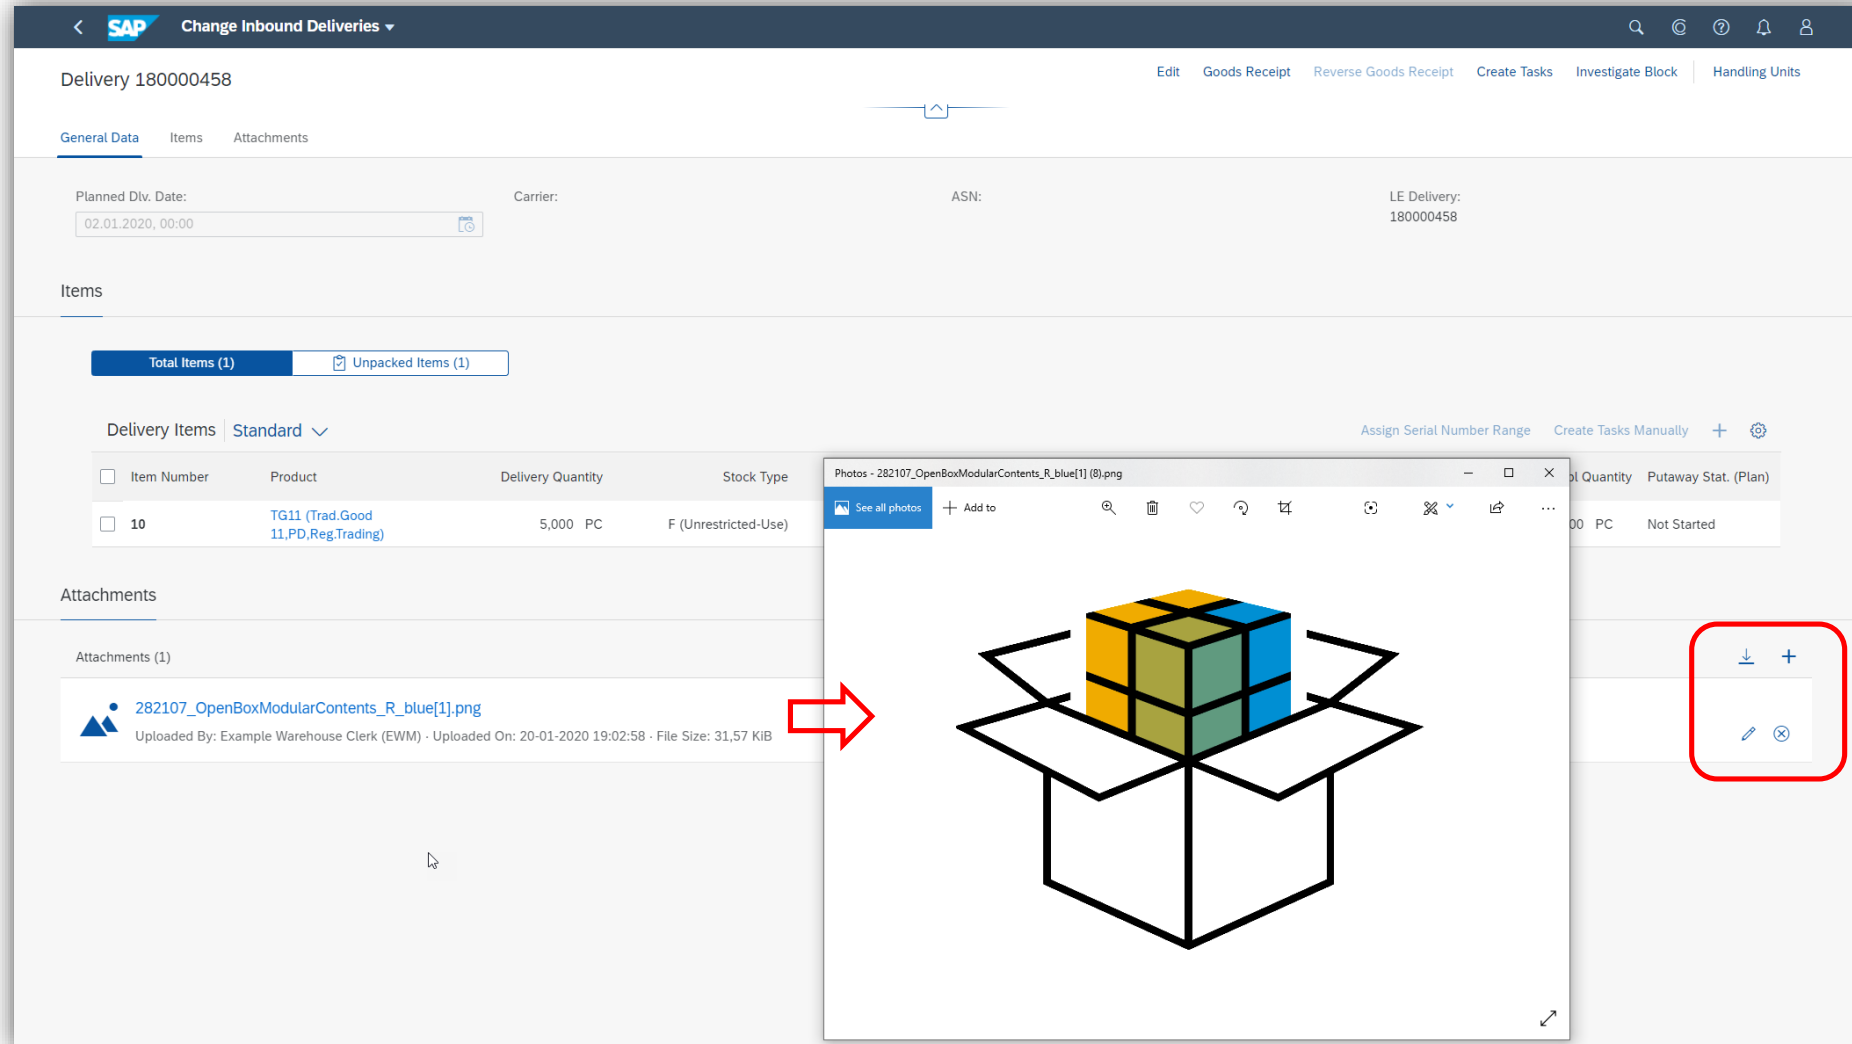 SAP Change Inbound Deliveries
Delivery 180000458
Edit Goods Receipt Reverse Goods Receipt Create Tasks Investigate Block Handling Units
General Data Items Attachments
Planned Dlv. Date: Carrier: ASN: LE Delivery:
02.01.2020, 00:00 180000458
Items
Total Items (1) Unpacked Items (1)
Delivery Items Standard Assign Serial Number Range Create Tasks Manually
Item Number Product Delivery Quantity Stock Type Quantity Putaway Stat. (Plan)
10 TG11 (Trad.Good 5,000 PC F (Unrestricted-Use) PC Not Started
11,PD,Reg.Trading)
Photos - 282107_OpenBoxModularContents_R_blue[1] (8).png
See all photos Add to
Attachments
Attachments (1)
282107_OpenBoxModularContents_R_blue[1].png
Uploaded By: Example Warehouse Clerk (EWM) · Uploaded On: 20-01-2020 19:02:58 · File Size: 31,57 KiB